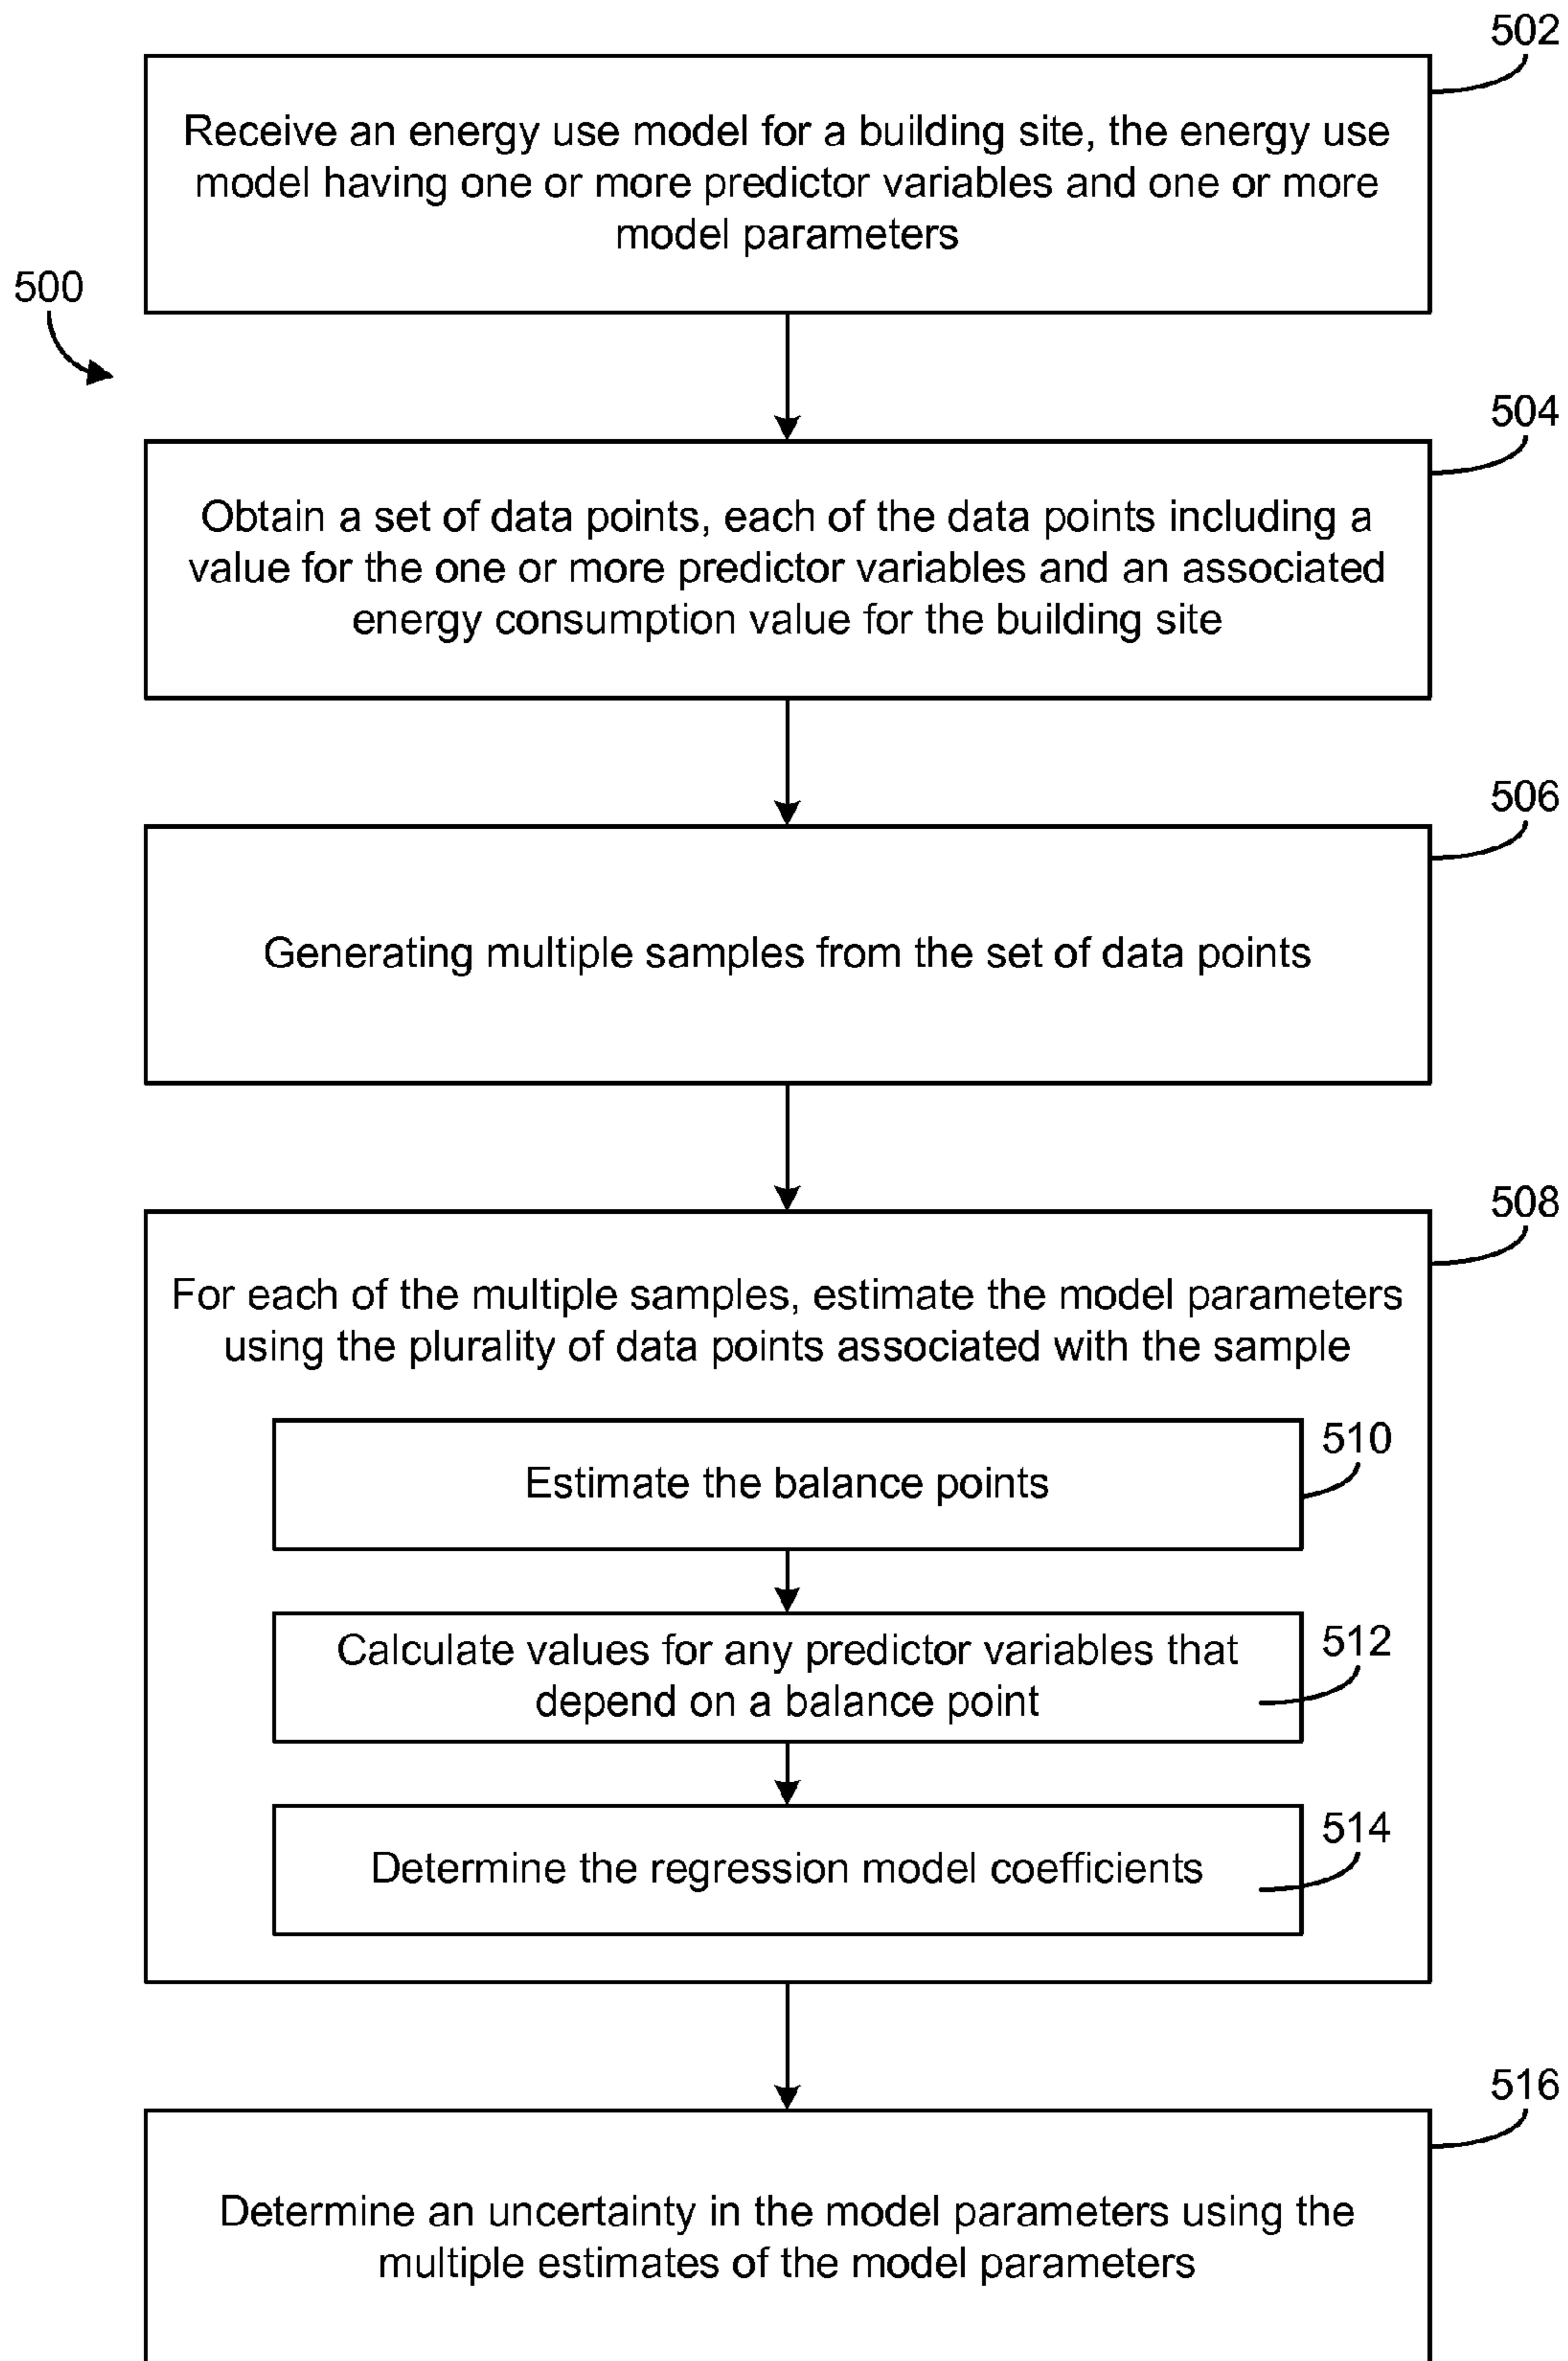 502
Receive an energy use model for a building site, the energy use
model having one or more predictor variables and one or more
model parameters
500
504
Obtain a set of data points, each of the data points including a
value for the one or more predictor variables and an associated
energy consumption value for the building site
506
Generating multiple samples from the set of data points
508
For each of the multiple samples, estimate the model parameters
using the plurality of data points associated with the sample
510
Estimate the balance points
512
Calculate values for any predictor variables that
depend on a balance point
514
Determine the regression model coefficients
516
Determine an uncertainty in the model parameters using the
multiple estimates of the model parameters